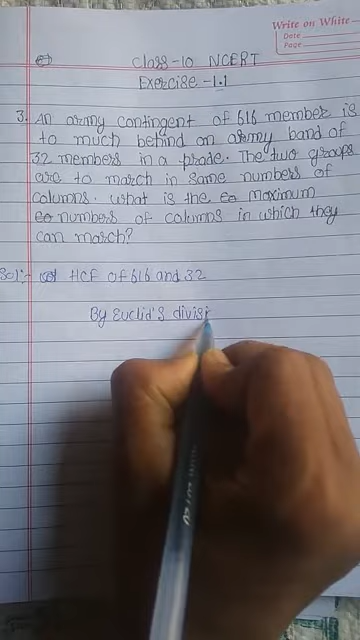 Write on White
Date
Page
Class-10 NCERT
Exercise-1.1
3. An army contingent of 616 member is
to much behind on army band of
32 members in a prade. The two groups
are to march in same numbers of
columns. what is the maximum
numbers of columns in which they
can march?
Sol:- HCF of 616 and 32
By Euclid's divisi